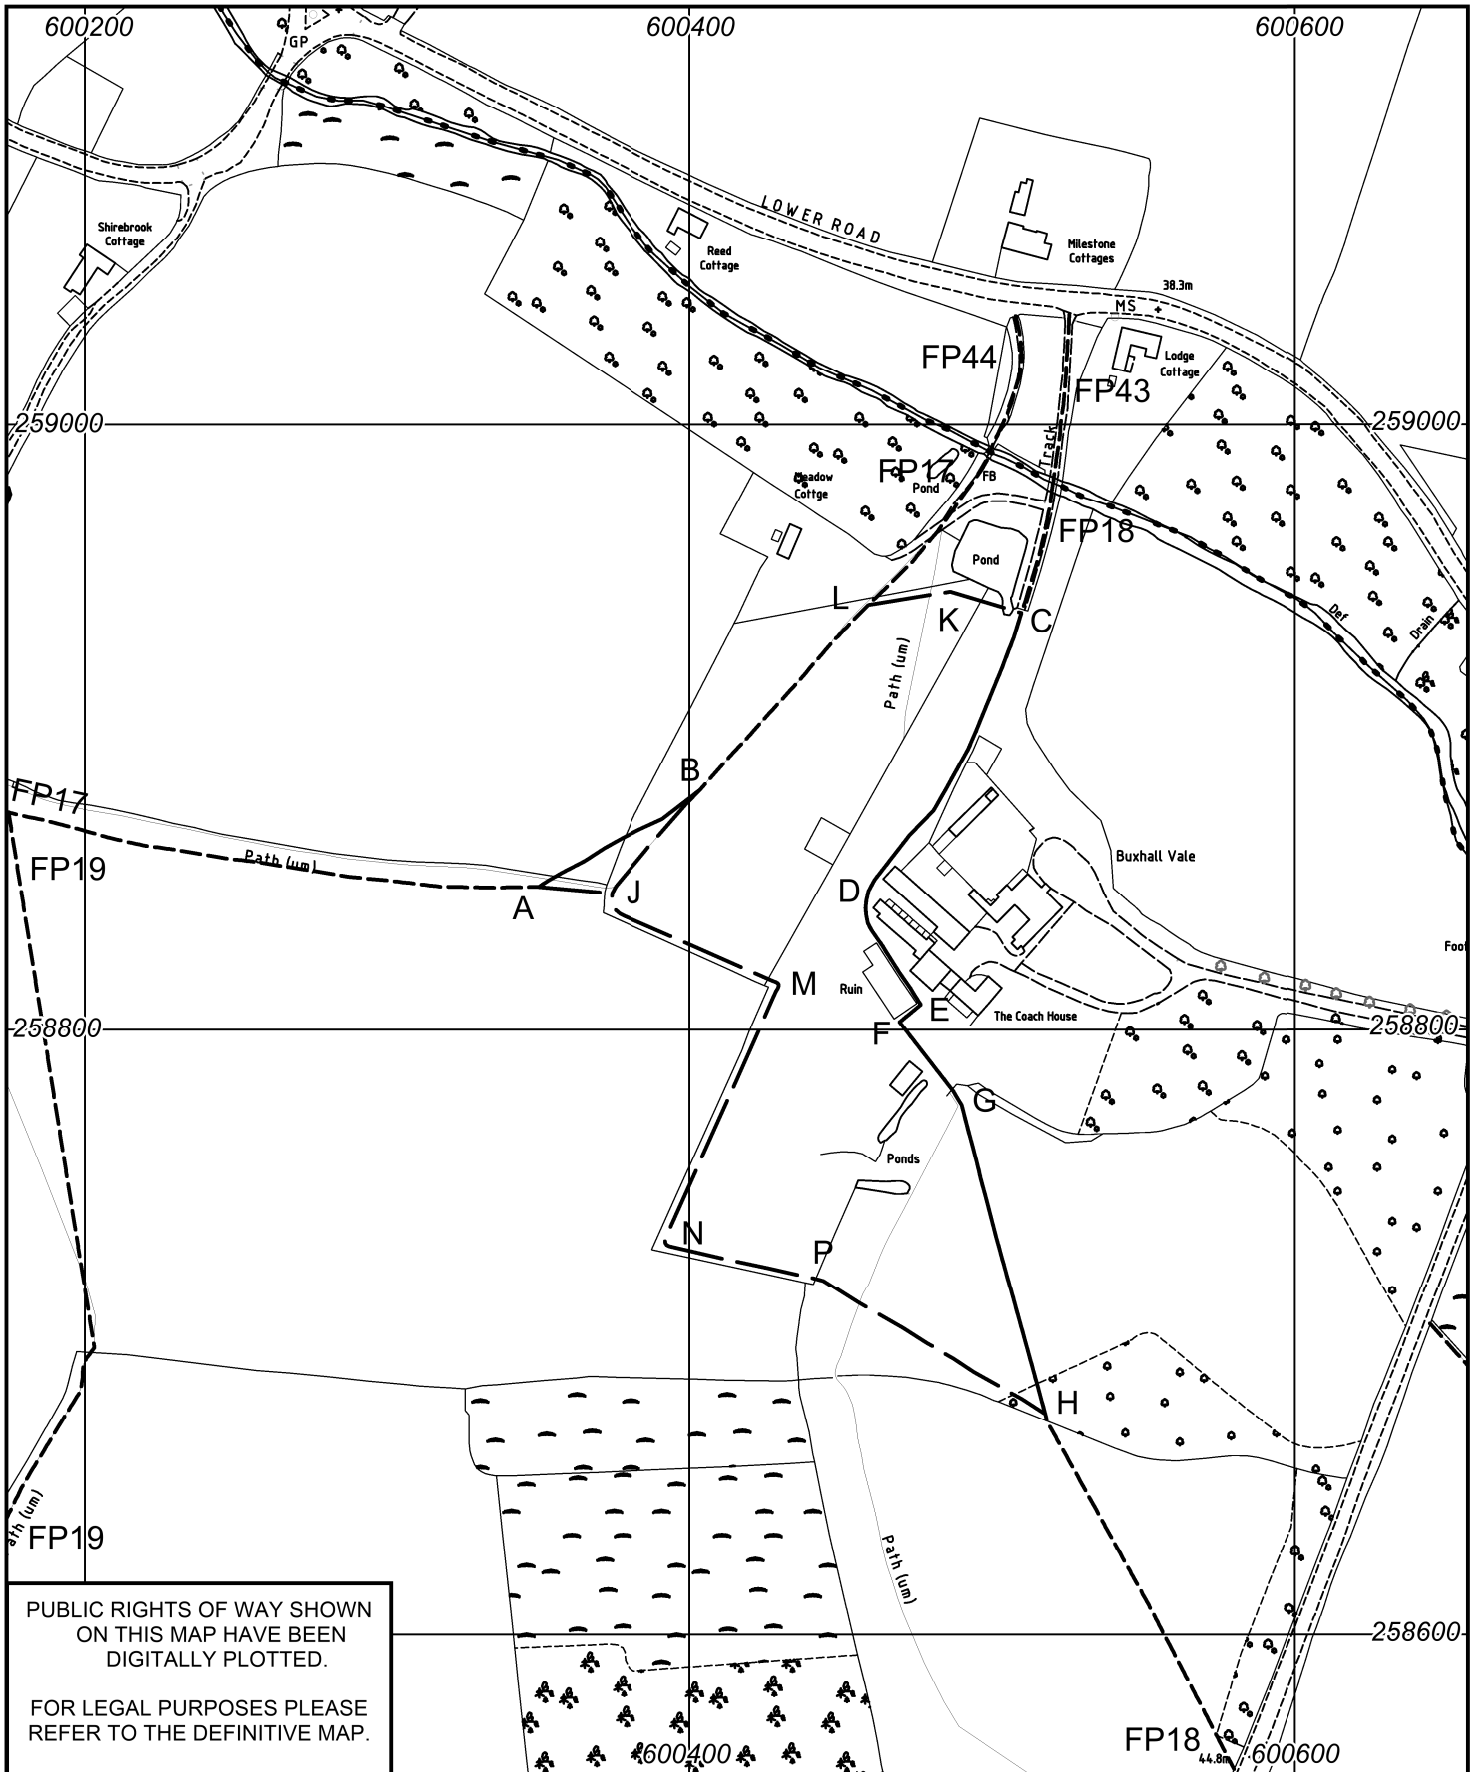 600200
600400
600600
GP
LOWER ROAD
Shirebrook
Cottage
Reed
Cottage
Milestone
Cottages
38.3m
MS
FP44
Lodge
Cottage
FP43
259000
259000
Track
FP17
Meadow
Cottge
Pond
FB
FP18
Pond
Def
Drain
L
K
C
Path (um)
B
FP17
FP19
Path (um)
Buxhall Vale
A
J
D
M
Ruin
E
The Coach House
F
258800
258800
G
Ponds
N
P
H
Path (um)
FP19
Path (um)
258600
PUBLIC RIGHTS OF WAY SHOWN
ON THIS MAP HAVE BEEN
DIGITALLY PLOTTED.
FOR LEGAL PURPOSES PLEASE
REFER TO THE DEFINITIVE MAP.
FP18
44.8m
600400
600600